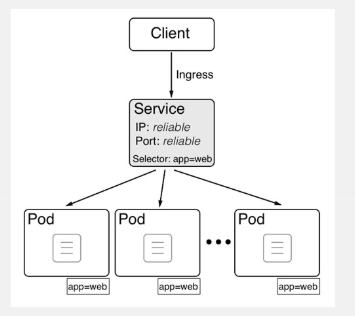 Client
Ingress
Service
IP: reliable
Port: reliable
Selector: app=web
Pod
Pod
Pod
app=web
app=web
app=web